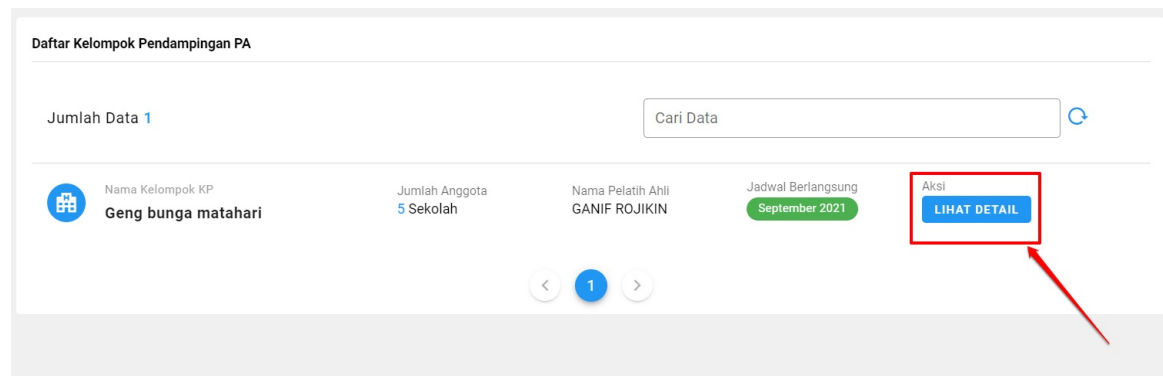 Daftar Kelompok Pendampingan PA
Jumlah Data 1
Cari Data
Nama Kelompok KP
Geng bunga matahari
Jumlah Anggota
5 Sekolah
Nama Pelatih Ahli
GANIF ROJIKIN
Jadwal Berlangsung
September 2021
Aksi
LIHAT DETAIL
1